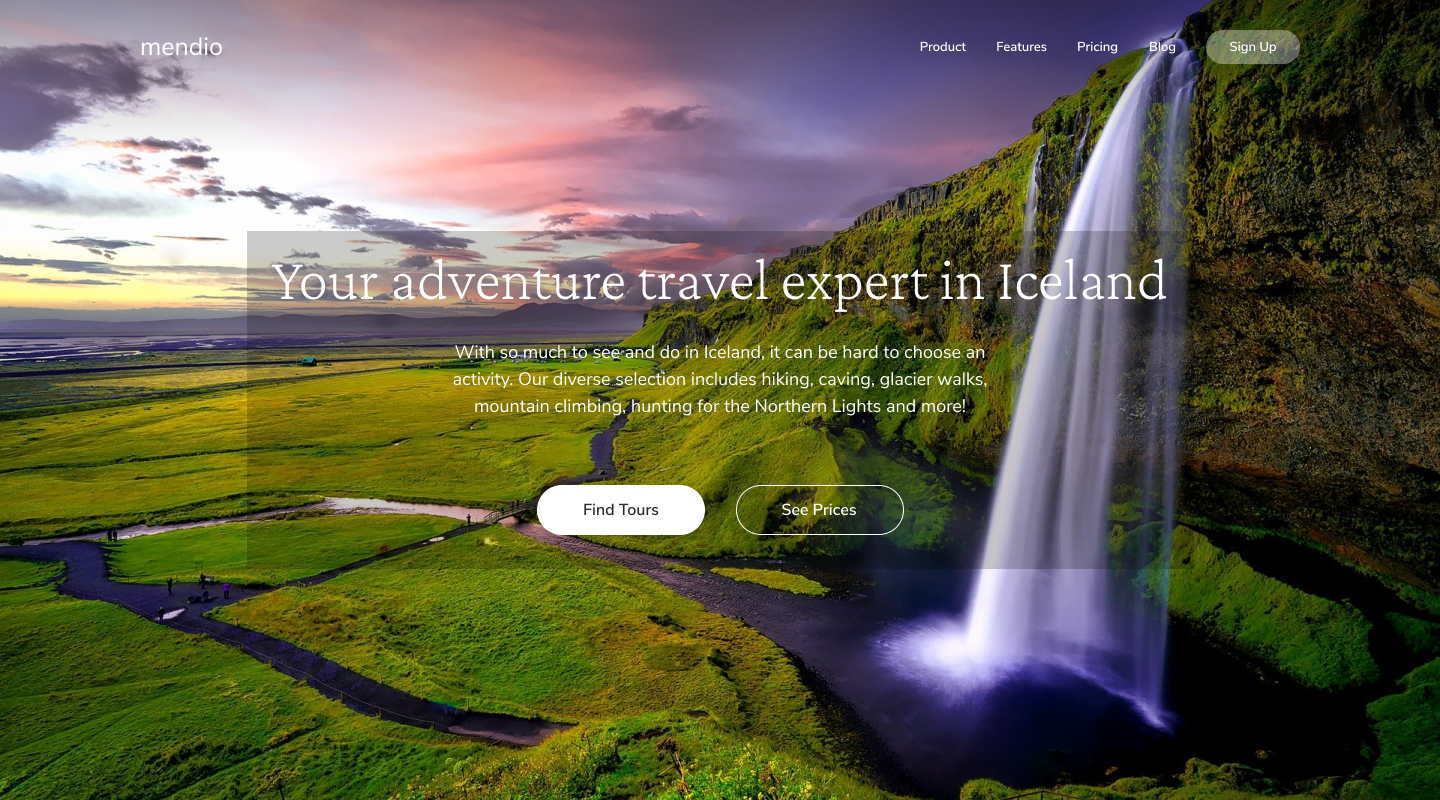 mendio
Product
Features
Pricing
Blog
Sign Up
Your adventure travel expert in Iceland
With so much to see and do in Iceland, it can be hard to choose an
activity. Our diverse selection includes hiking, caving, glacier walks,
mountain climbing, hunting for the Northern Lights and more!
Find Tours
See Prices